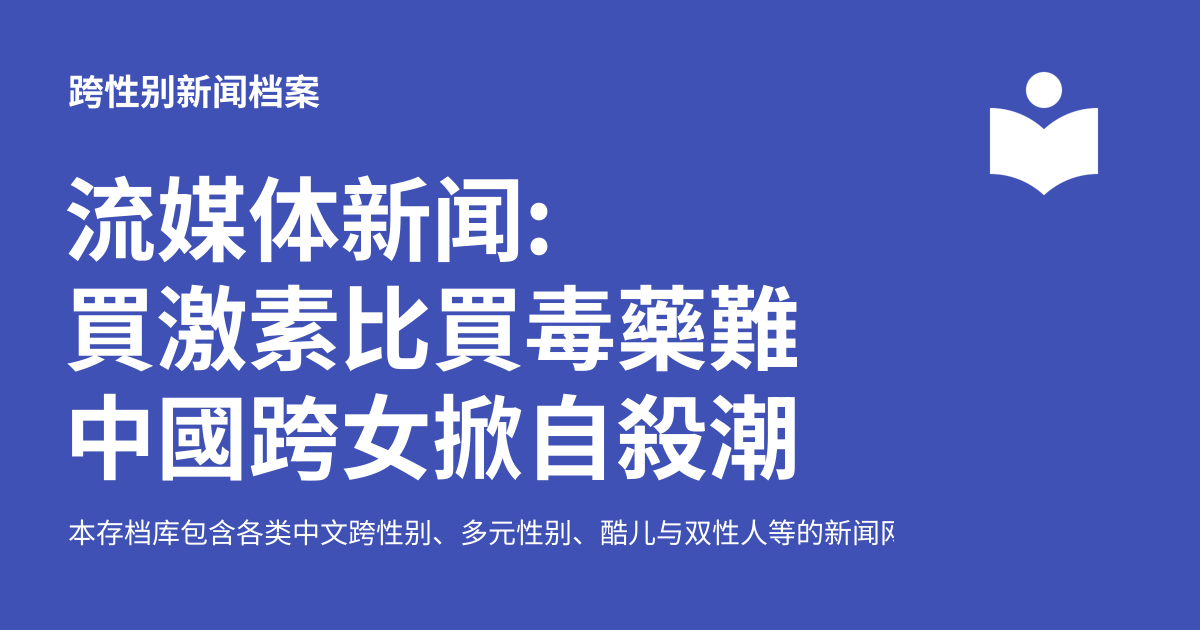 跨性别新闻档案
流媒体新闻:
買激素比買毒藥難
中國跨女掀自殺潮
本存档库包含各类中文跨性别、多元性别、酷儿与双性人等的新闻